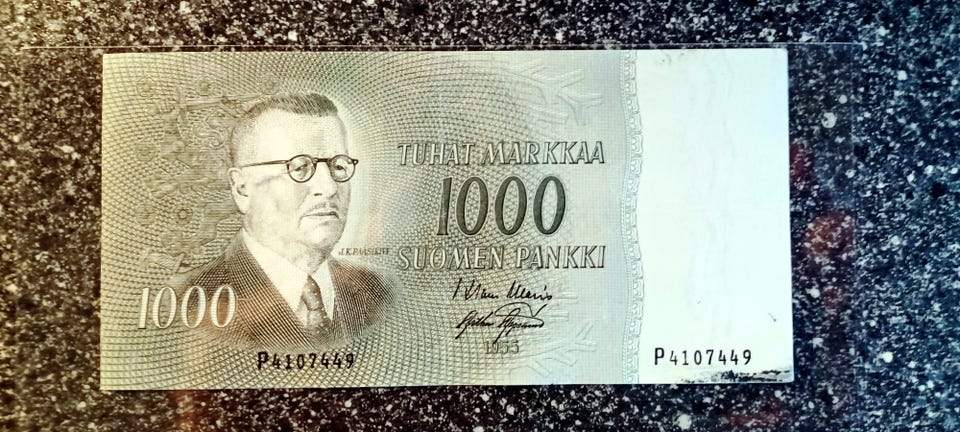 TUHAT MARKKAA
1000
J.K.PAASIKIVI
SUOMEN PANKKI
1000
1955
P4107449
P4107449